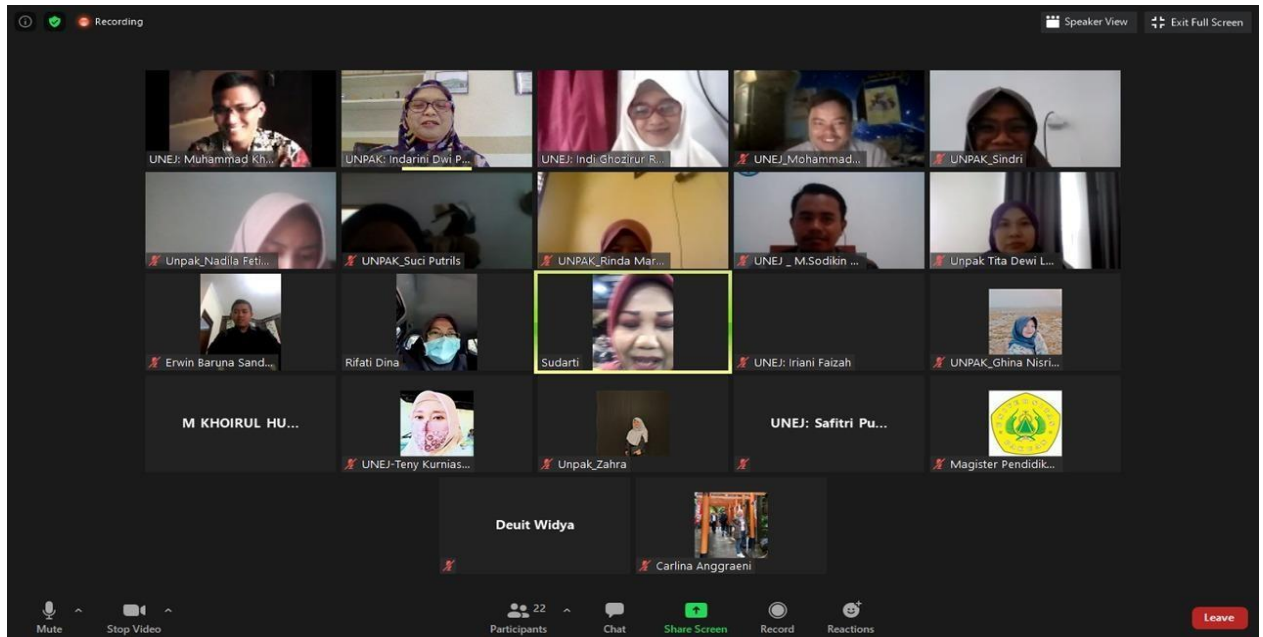 Recording
Speaker View
Exit Full Screen
UNEJ: Muhammad Kh...
UNPAK: Indarini Dwi P...
UNEJ: Indi Ghozirur R...
UNEJ_Mohammad...
UNPAK_Sindri
Unpak_Nadila Feti...
UNPAK_Suci Putrils
UNPAK_Rinda Mar...
UNEJ _ M.Sodikin ...
Unpak Tita Dewi L...
Erwin Baruna Sand...
Rifati Dina
Sudarti
UNEJ: Iriani Faizah
UNPAK_Ghina Nisri...
M KHOIRUL HU...
UNEJ-Teny Kurnias...
Unpak_Zahra
UNEJ: Safitri Pu...
Magister Pendidik...
Deuit Widya
Carlina Anggraeni
Mute
Stop Video
22
Participants
Chat
Share Screen
Record
Reactions
Leave